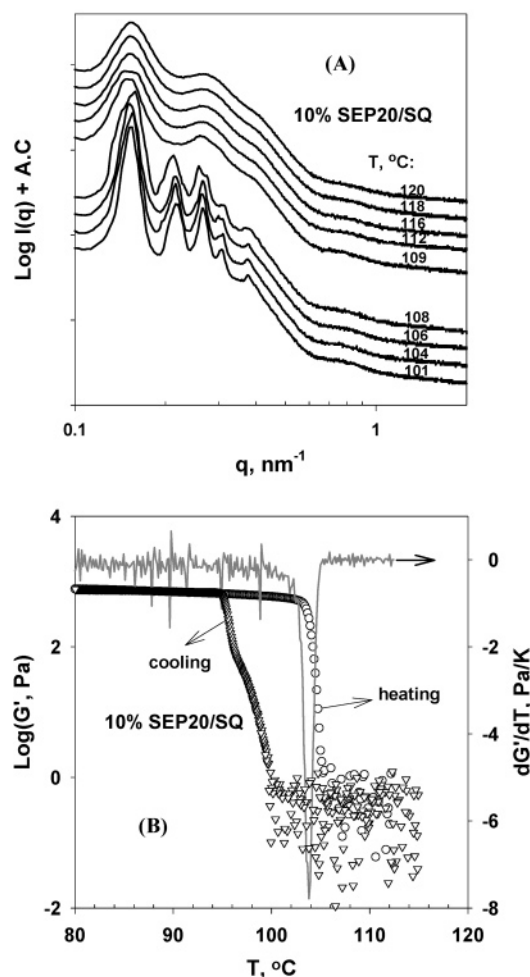 (A)
10% SEP20/SQ
T, °C:
120
118
116
112
109
108
106
104
101
Log I(q) + A.C
0.1 1
q, nm⁻¹
4 0
cooling
2 -2
heating
10% SEP20/SQ
-4
0
(B)
-6
-2 -8
80 90 100 110 120
T, °C
Log(G', Pa)
dG'/dT, Pa/K